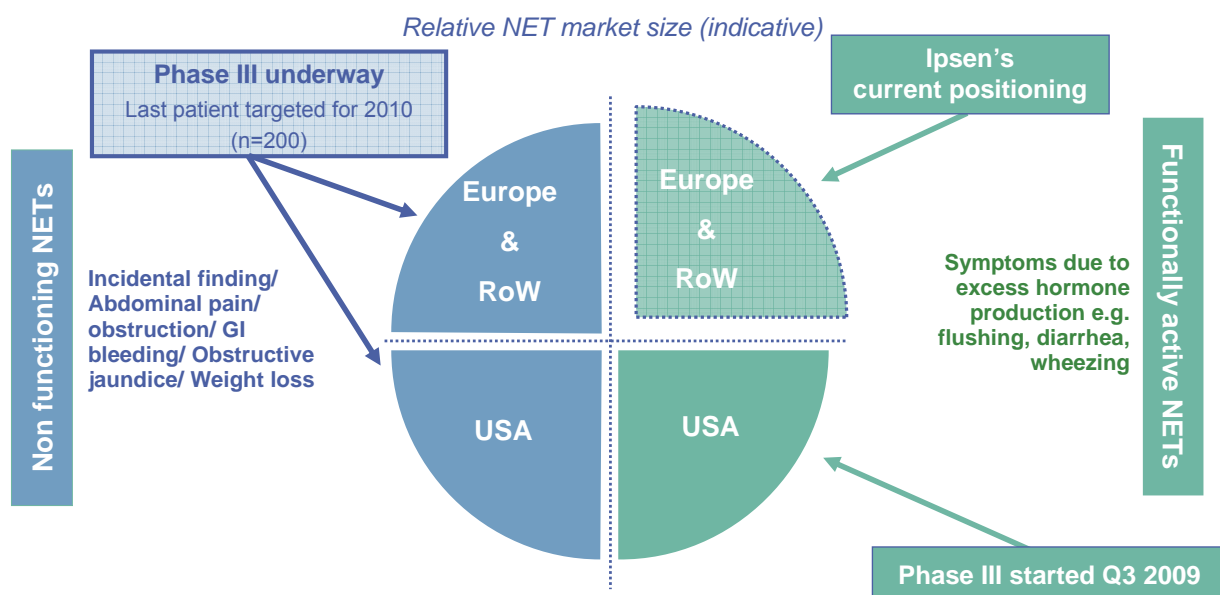 Relative NET market size (indicative)
Phase III underway
Last patient targeted for 2010
(n=200)
Ipsen's
current positioning
Non functioning NETs
Incidental finding/
Abdominal pain/
obstruction/ GI
bleeding/ Obstructive
jaundice/ Weight loss
Europe
&
RoW
Europe
&
RoW
Symptoms due to
excess hormone
production e.g.
flushing, diarrhea,
wheezing
Functionally active NETs
USA
USA
Phase III started Q3 2009